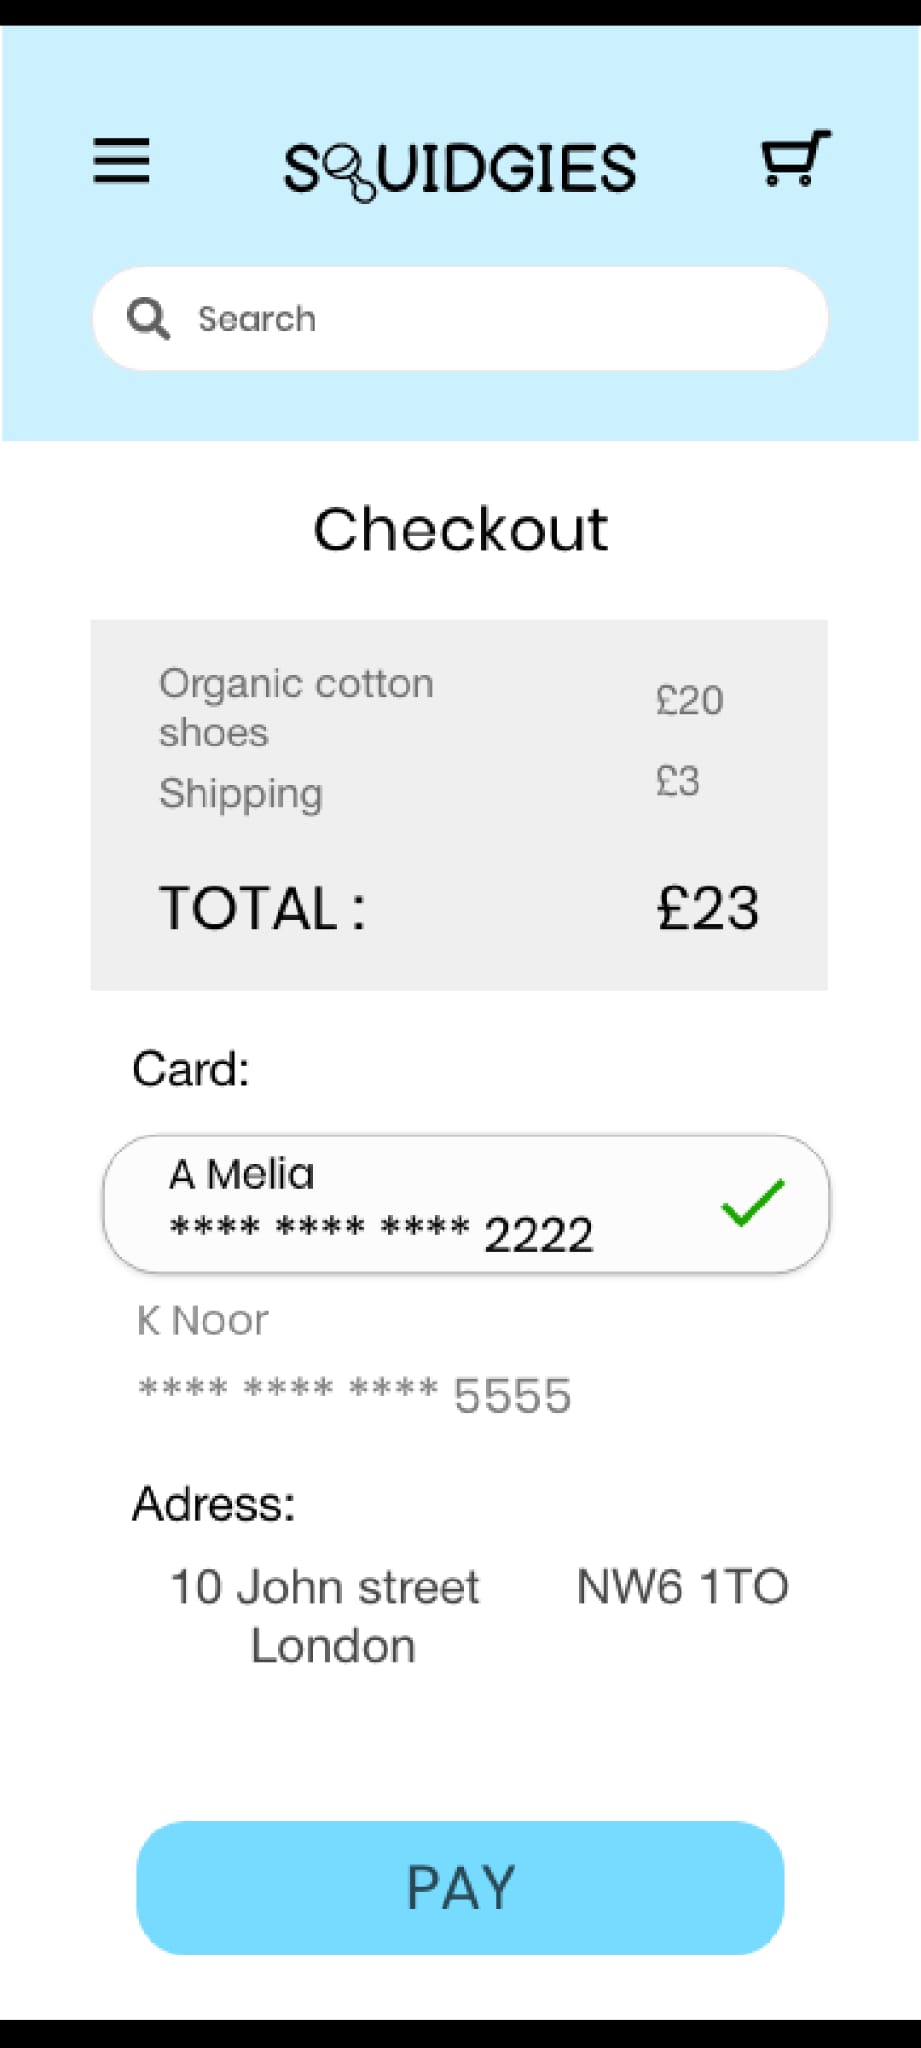 SQUIDGIES
Search
Checkout
Organic cotton
shoes
£20
Shipping
£3
TOTAL :
£23
Card:
A Melia
**** **** **** 2222
K Noor
**** **** **** 5555
Adress:
10 John street
London
NW6 1TO
PAY